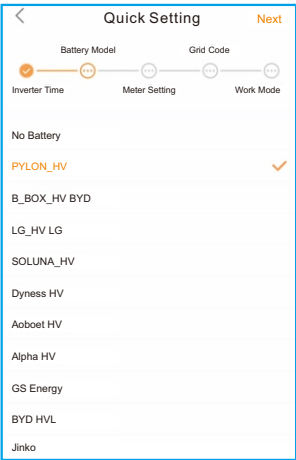 Quick Setting Next
Battery Model Grid Code
Inverter Time Meter Setting Work Mode
No Battery
PYLON_HV
B_BOX_HV BYD
LG_HV LG
SOLUNA_HV
Dyness HV
Aoboet HV
Alpha HV
GS Energy
BYD HVL
Jinko